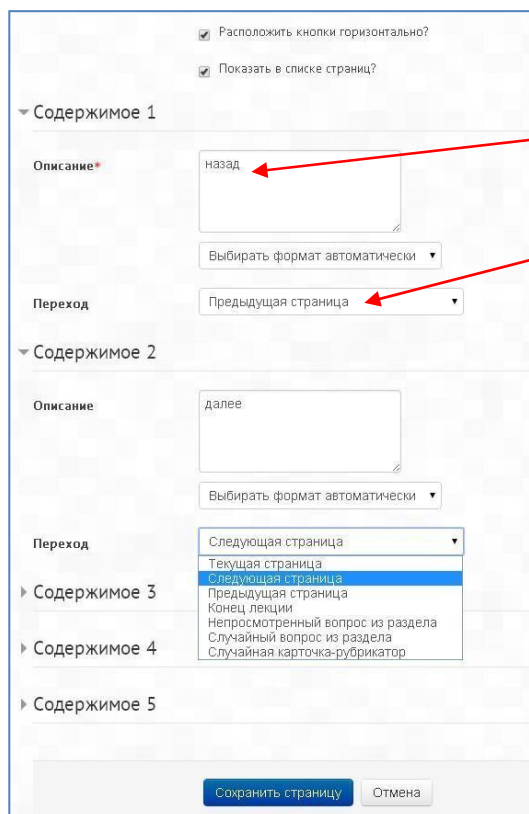 Расположить кнопки горизонтально?
Показать в списке страниц?
Содержимое 1
Описание*
назад
Выбирать формат автоматически
Переход
Предыдущая страница
Содержимое 2
Описание
далее
Выбирать формат автоматически
Переход
Следующая страница
Текущая страница
Следующая страница
Предыдущая страница
Конец лекции
Непросмотренный вопрос из раздела
Случайный вопрос из раздела
Случайная карточка-рубрикатор
Содержимое 3
Содержимое 4
Содержимое 5
Сохранить страницу
Отмена